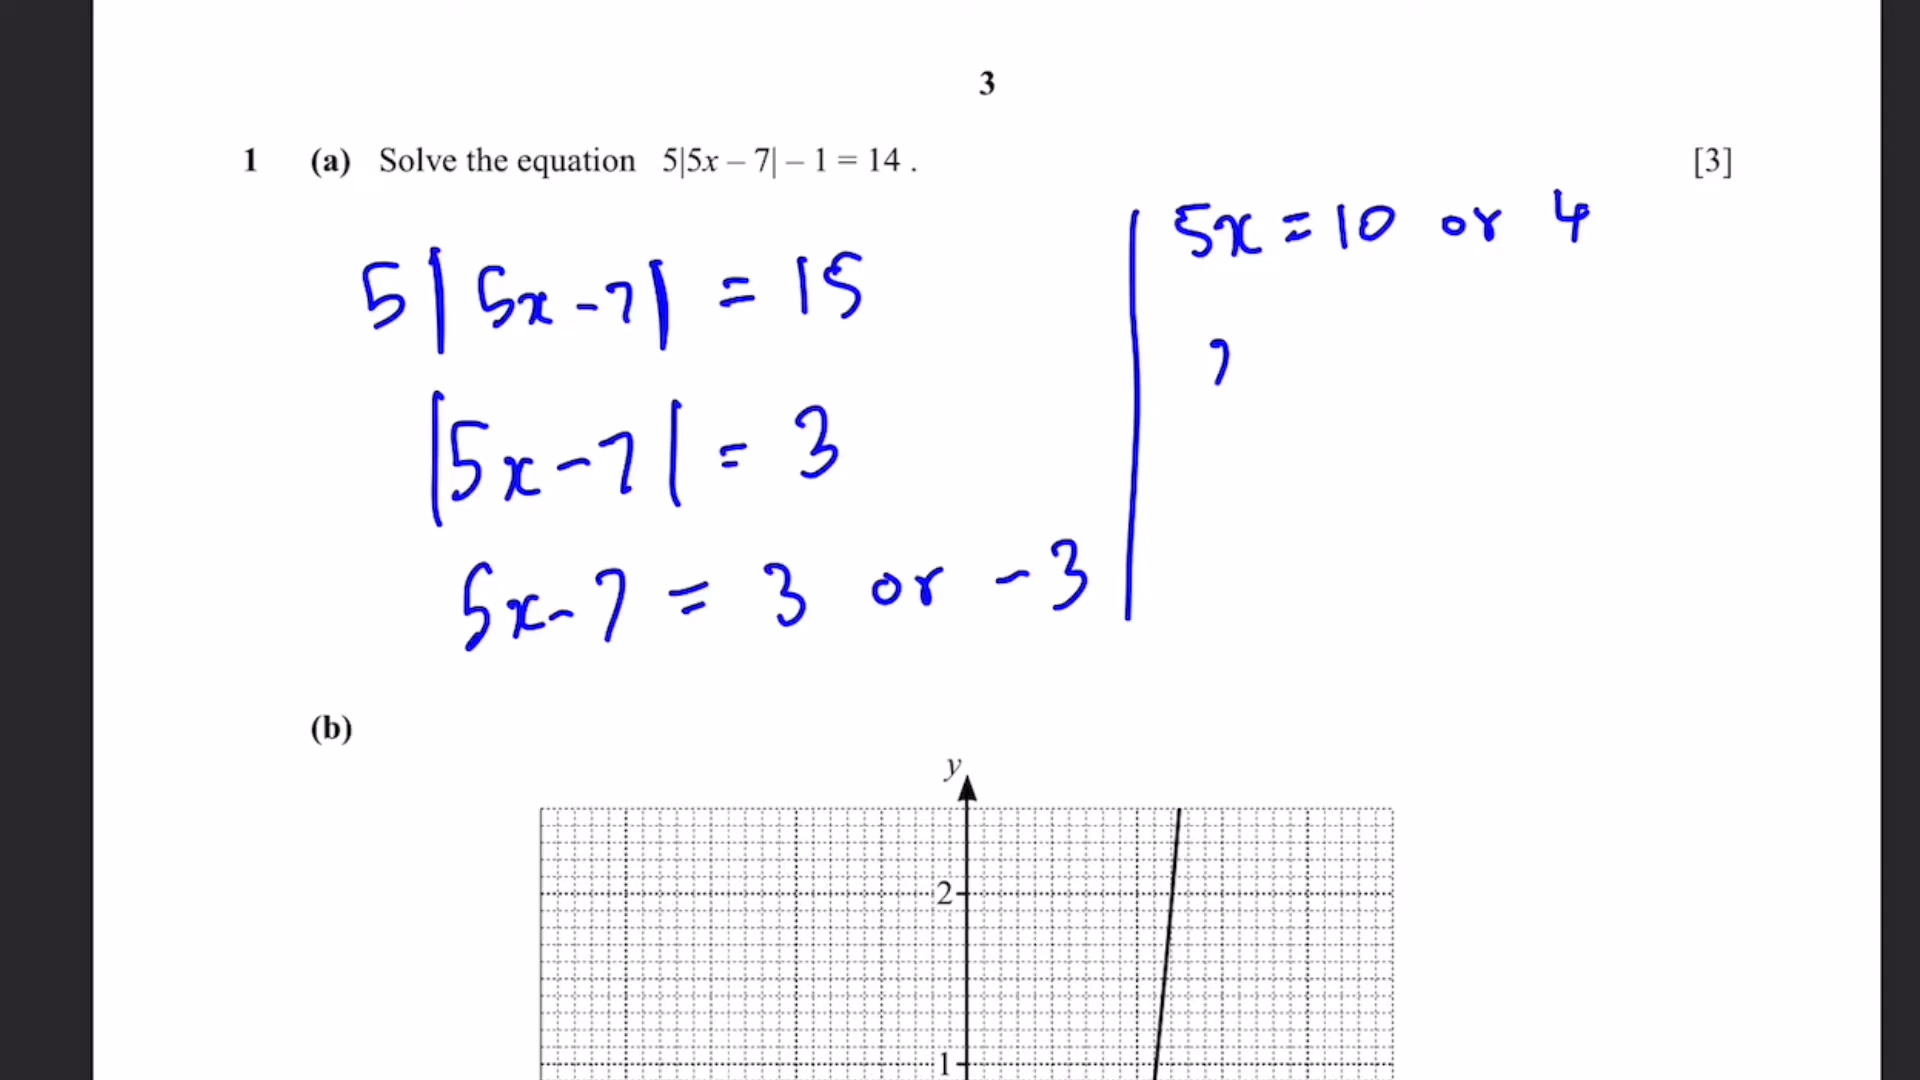 3
1 (a) Solve the equation 5|5x – 7| – 1 = 14 . [3]
5|5x-7| = 15
|5x-7| = 3
5x-7 = 3 or -3
5x = 10 or 4
(b)
y
2
1